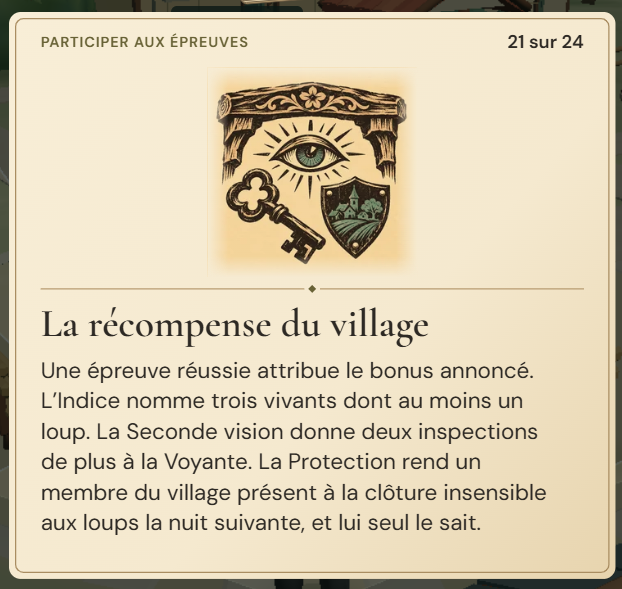 PARTICIPER AUX ÉPREUVES
21 sur 24
La récompense du village
Une épreuve réussie attribue le bonus annoncé.
L’Indice nomme trois vivants dont au moins un
loup. La Seconde vision donne deux inspections
de plus à la Voyante. La Protection rend un
membre du village présent à la clôture insensible
aux loups la nuit suivante, et lui seul le sait.